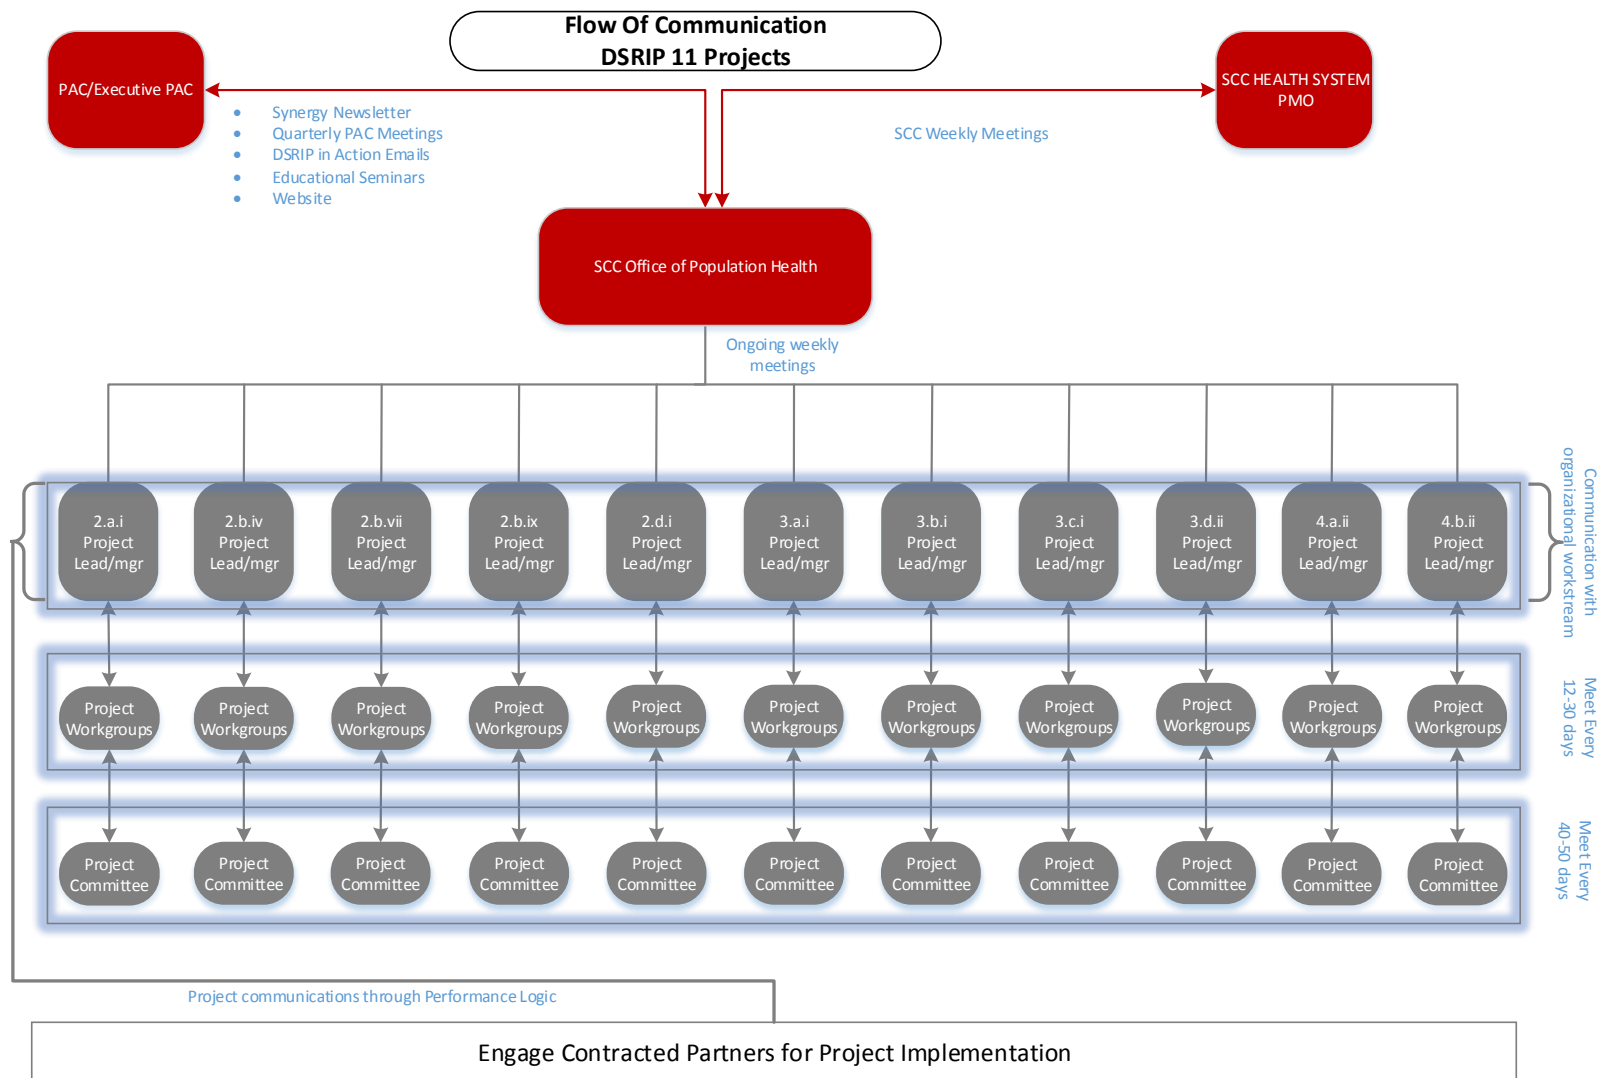 Flow Of Communication
DSRIP 11 Projects
PAC/Executive PAC
SCC HEALTH SYSTEM
PMO
• Synergy Newsletter
• Quarterly PAC Meetings
• DSRIP in Action Emails
• Educational Seminars
• Website
SCC Weekly Meetings
SCC Office of Population Health
Ongoing weekly
meetings
2.a.i
Project
Lead/mgr
2.b.iv
Project
Lead/mgr
2.b.vii
Project
Lead/mgr
2.b.ix
Project
Lead/mgr
2.d.i
Project
Lead/mgr
3.a.i
Project
Lead/mgr
3.b.i
Project
Lead/mgr
3.c.i
Project
Lead/mgr
3.d.ii
Project
Lead/mgr
4.a.ii
Project
Lead/mgr
4.b.ii
Project
Lead/mgr
Communication with
organizational workstream
Project
Workgroups
Project
Workgroups
Project
Workgroups
Project
Workgroups
Project
Workgroups
Project
Workgroups
Project
Workgroups
Project
Workgroups
Project
Workgroups
Project
Workgroups
Project
Workgroups
Meet Every
12-30 days
Project
Committee
Project
Committee
Project
Committee
Project
Committee
Project
Committee
Project
Committee
Project
Committee
Project
Committee
Project
Committee
Project
Committee
Project
Committee
Meet Every
40-50 days
Project communications through Performance Logic
Engage Contracted Partners for Project Implementation